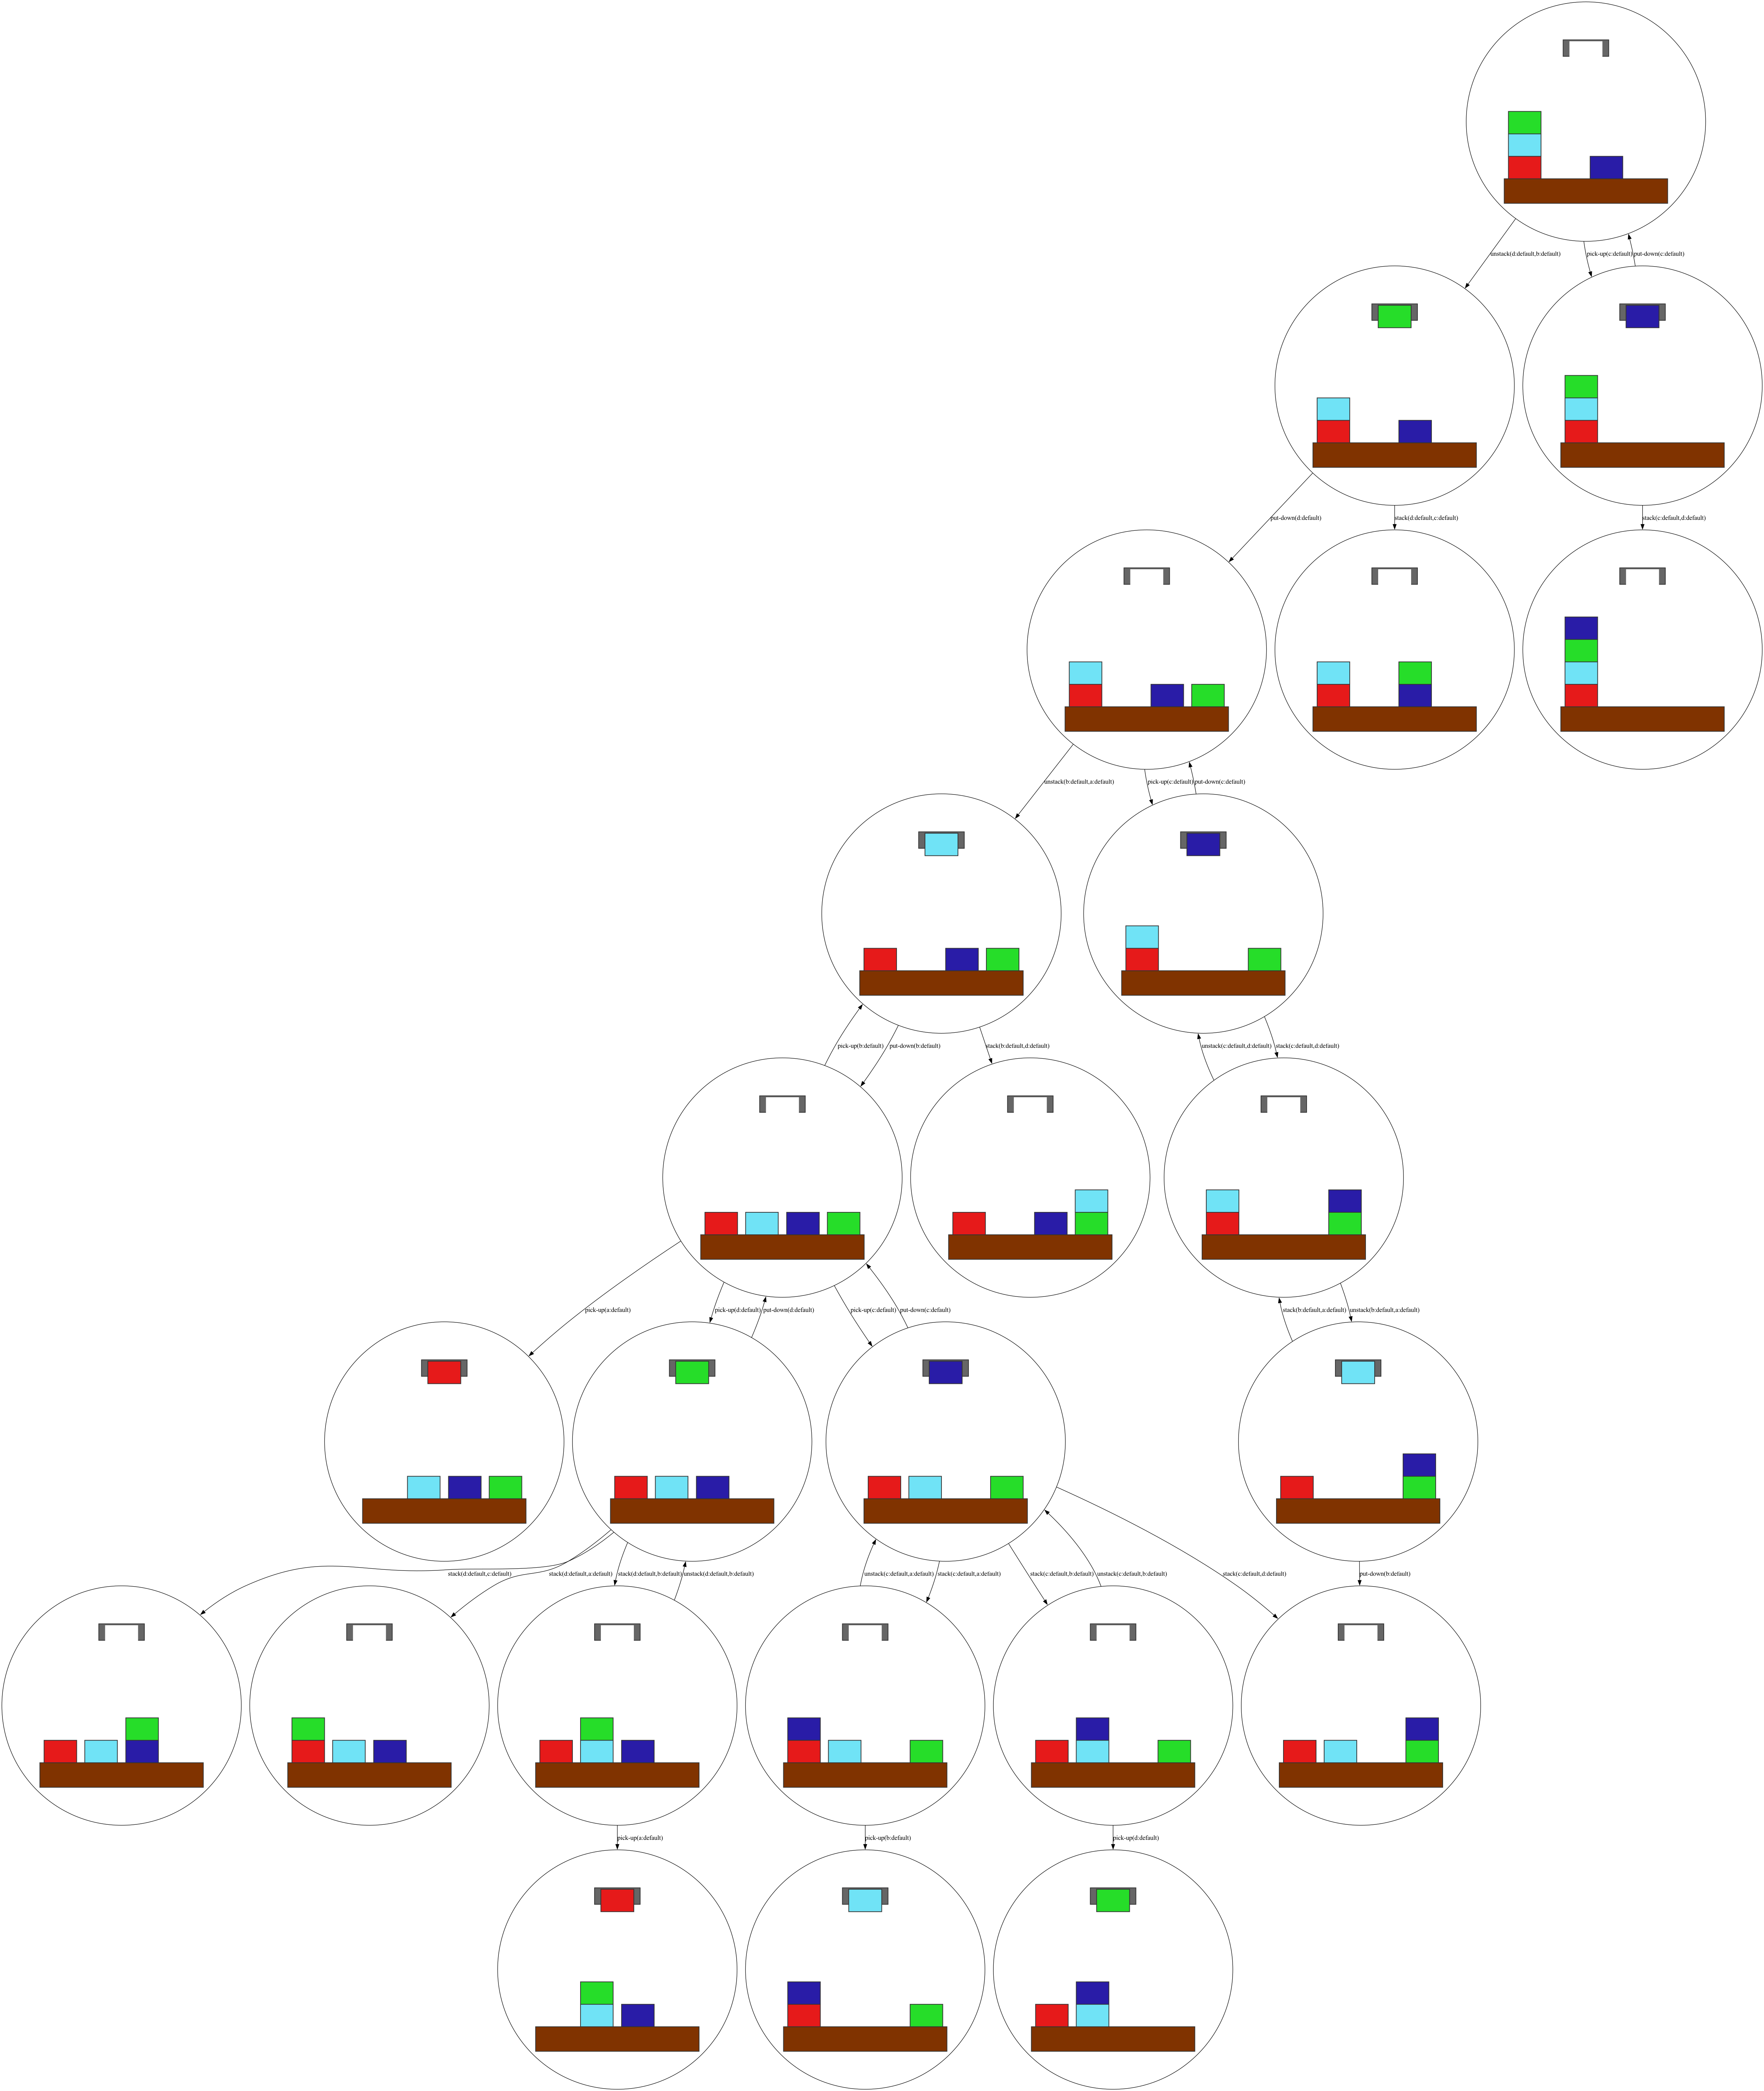 unstack(d:default,b:default)
pick-up(c:default)
put-down(c:default)
put-down(d:default)
stack(d:default,c:default)
stack(c:default,d:default)
unstack(b:default,a:default)
pick-up(c:default)
put-down(c:default)
pick-up(b:default)
put-down(b:default)
stack(b:default,d:default)
unstack(c:default,d:default)
stack(c:default,d:default)
pick-up(a:default)
pick-up(d:default)
put-down(d:default)
pick-up(c:default)
put-down(c:default)
stack(b:default,a:default)
unstack(b:default,a:default)
stack(d:default,c:default)
stack(d:default,a:default)
stack(d:default,b:default)
unstack(d:default,b:default)
unstack(c:default,a:default)
stack(c:default,a:default)
stack(c:default,b:default)
unstack(c:default,b:default)
stack(c:default,d:default)
put-down(b:default)
pick-up(a:default)
pick-up(b:default)
pick-up(d:default)